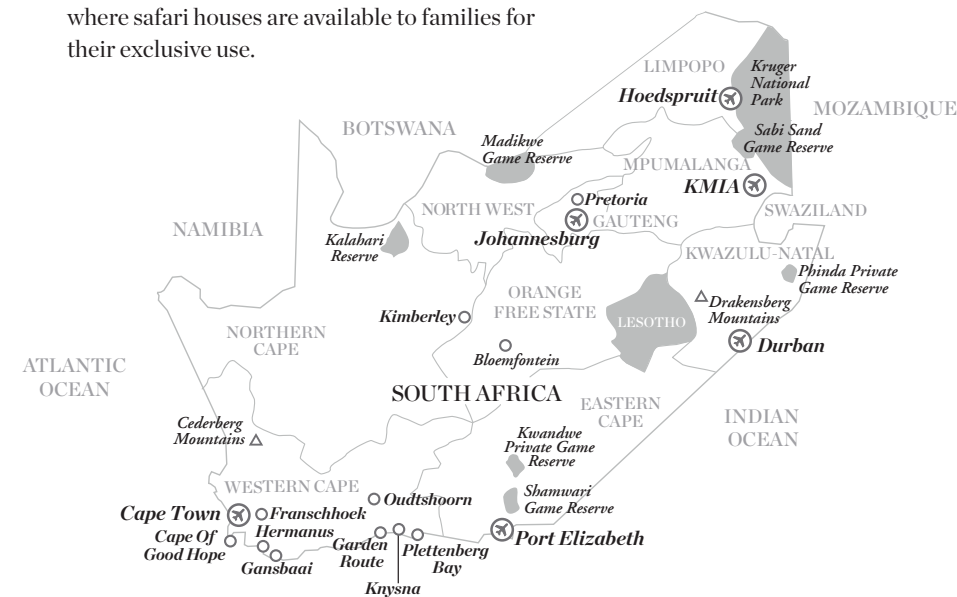 where safari houses are available to families for
their exclusive use.
LIMPOPO
Kruger
National
Park
Hoedspruit
MOZAMBIQUE
BOTSWANA
Sabi Sand
Game Reserve
Madikwe
Game Reserve
MPUMALANGA
KMIA
Pretoria
NORTH WEST
GAUTENG
SWAZILAND
NAMIBIA
Johannesburg
Kalahari
Reserve
KWAZULU-NATAL
Phinda Private
Game Reserve
ORANGE
FREE STATE
Drakensberg
Mountains
Kimberley
LESOTHO
NORTHERN
CAPE
Durban
Bloemfontein
ATLANTIC
OCEAN
SOUTH AFRICA
EASTERN
CAPE
INDIAN
OCEAN
Cederberg
Mountains
Kwandwe
Private Game
Reserve
WESTERN CAPE
Oudtshoorn
Shamwari
Game Reserve
Cape Town
Franschhoek
Hermanus
Cape Of
Good Hope
Gansbaai
Garden
Route
Plettenberg
Bay
Port Elizabeth
Knysna